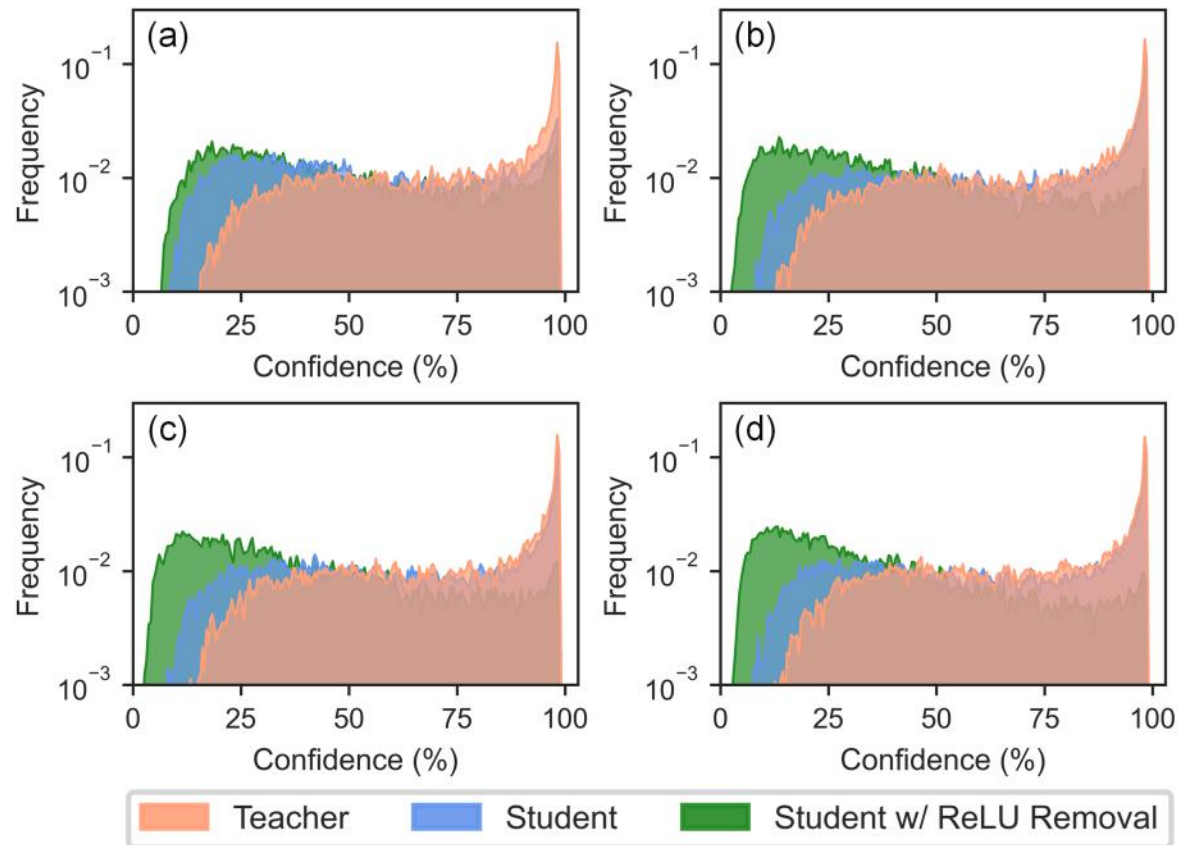 (a)
Frequency
10⁻¹
10⁻²
10⁻³
0 25 50 75 100
Confidence (%)
(b)
Frequency
10⁻¹
10⁻²
10⁻³
0 25 50 75 100
Confidence (%)
(c)
Frequency
10⁻¹
10⁻²
10⁻³
0 25 50 75 100
Confidence (%)
(d)
Frequency
10⁻¹
10⁻²
10⁻³
0 25 50 75 100
Confidence (%)
Teacher Student Student w/ ReLU Removal